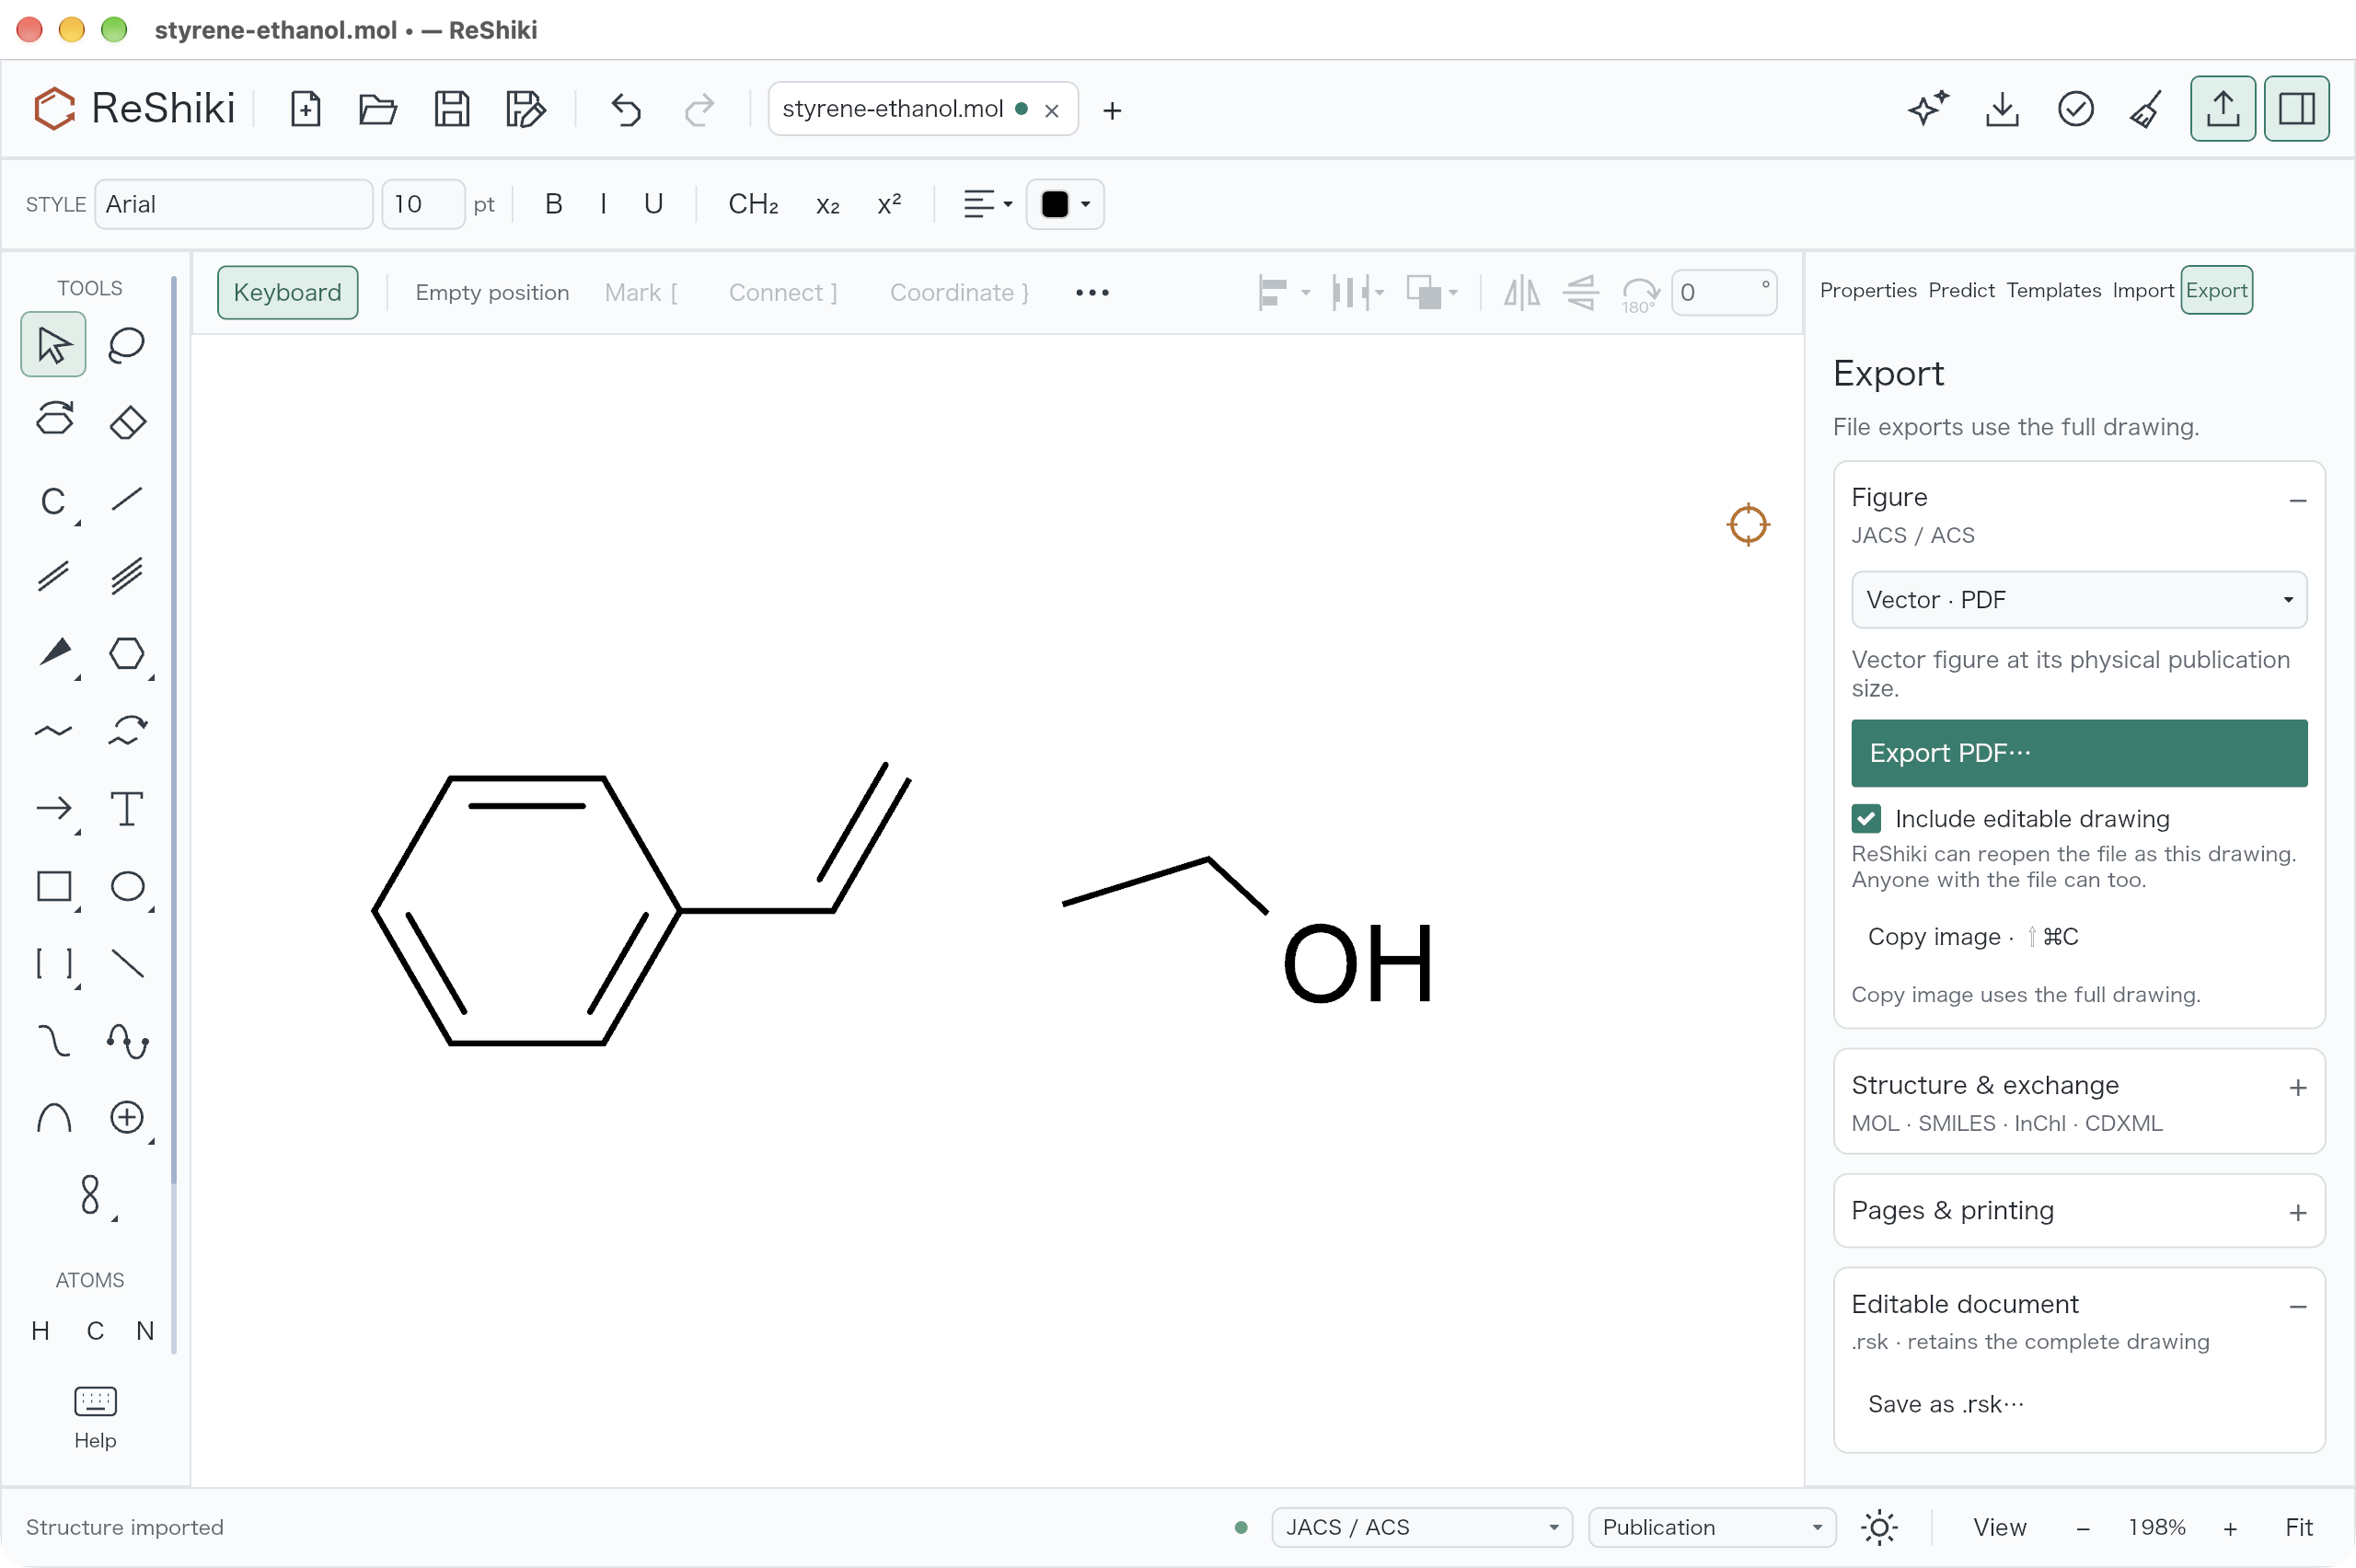 styrene-ethanol.mol • — ReShiki
ReShiki
styrene-ethanol.mol
STYLE Arial 10 pt B I U CH₂ x₂ x²
TOOLS
Keyboard Empty position Mark [ Connect ] Coordinate } 180° 0 °
Properties Predict Templates Import Export
Export
File exports use the full drawing.
Figure
JACS / ACS
Vector · PDF
Vector figure at its physical publication
size.
Export PDF···
Include editable drawing
ReShiki can reopen the file as this drawing.
Anyone with the file can too.
Copy image · ⇧⌘C
Copy image uses the full drawing.
Structure & exchange
MOL · SMILES · InChI · CDXML
Pages & printing
Editable document
.rsk · retains the complete drawing
Save as .rsk···
C
T
[ ]
OH
ATOMS
H C N
Help
Structure imported
JACS / ACS Publication View − 198% + Fit